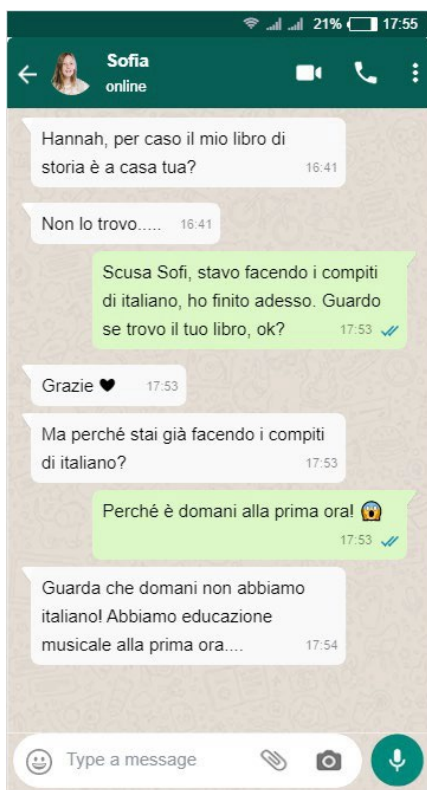 21% 17:55
Sofia
online
Hannah, per caso il mio libro di
storia è a casa tua? 16:41
Non lo trovo..... 16:41
Scusa Sofi, stavo facendo i compiti
di italiano, ho finito adesso. Guardo
se trovo il tuo libro, ok? 17:53
Grazie 🖤 17:53
Ma perché stai già facendo i compiti
di italiano? 17:53
Perché è domani alla prima ora! 😱
17:53
Guarda che domani non abbiamo
italiano! Abbiamo educazione
musicale alla prima ora.... 17:54
Type a message